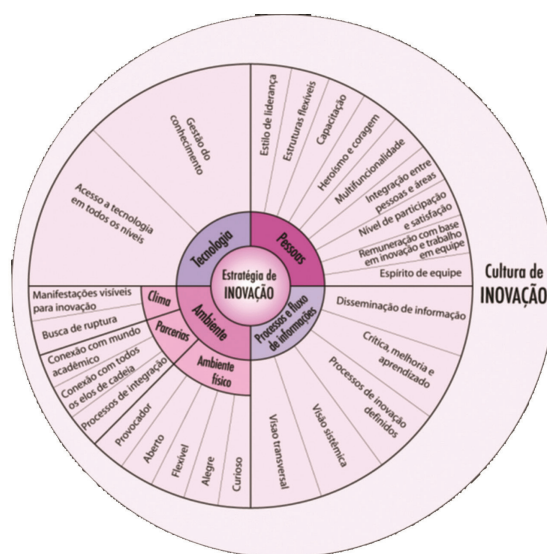 Gestão do
conhecimento
Acesso a tecnologia
em todos os níveis
Tecnologia
Estilo de liderança
Estruturas flexíveis
Capacitação
Heroísmo e coragem
Multifuncionalidade
Integração entre
pessoas e áreas
Nível de participação
e satisfação
Remuneração com base
em inovação e trabalho
em equipe
Espírito de equipe
Pessoas
Estratégia de
INOVAÇÃO
Cultura de
INOVAÇÃO
Processos e fluxo
de informações
Disseminação de informação
Crítica, melhoria e
aprendizado
Processos de inovação
definidos
Visão sistêmica
Visao transversal
Ambiente
Clima
Manifestações visíveis
para inovação
Busca de ruptura
Parcerias
Conexão com mundo
acadêmico
Conexão com todos
os elos de cadeia
Processos de integração
Ambiente
físico
Provocador
Aberto
Flexível
Alegre
Curioso